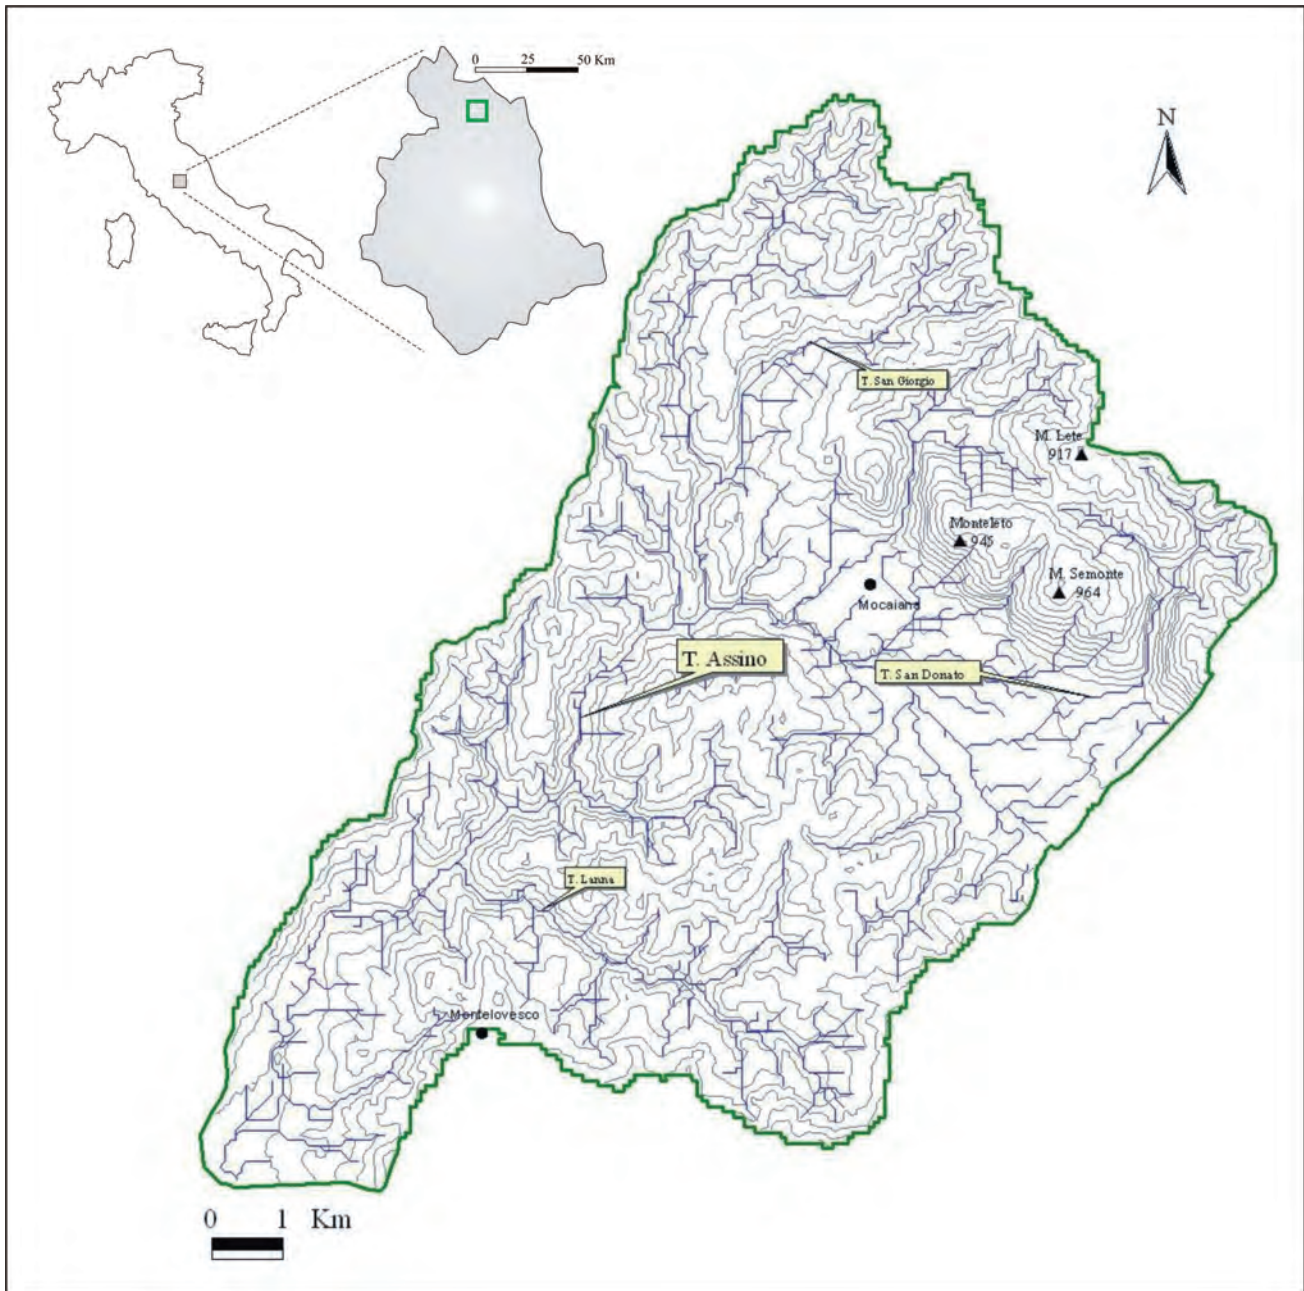 0 25 50 Km
N
T. San Giorgio
M. Lete
917
Monteleto
945
M. Semonte
964
Mocaiana
T. Assino
T. San Donato
T. Lanna
Montelovesco
0 1 Km